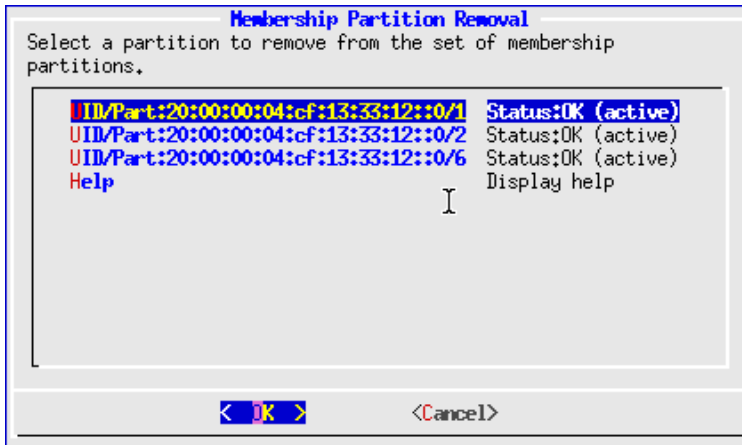 Membership Partition Removal
Select a partition to remove from the set of membership
partitions.
UID/Part:20:00:00:04:cf:13:33:12::0/1 Status:OK (active)
UID/Part:20:00:00:04:cf:13:33:12::0/2 Status:OK (active)
UID/Part:20:00:00:04:cf:13:33:12::0/6 Status:OK (active)
Help Display help
< OK > <Cancel>